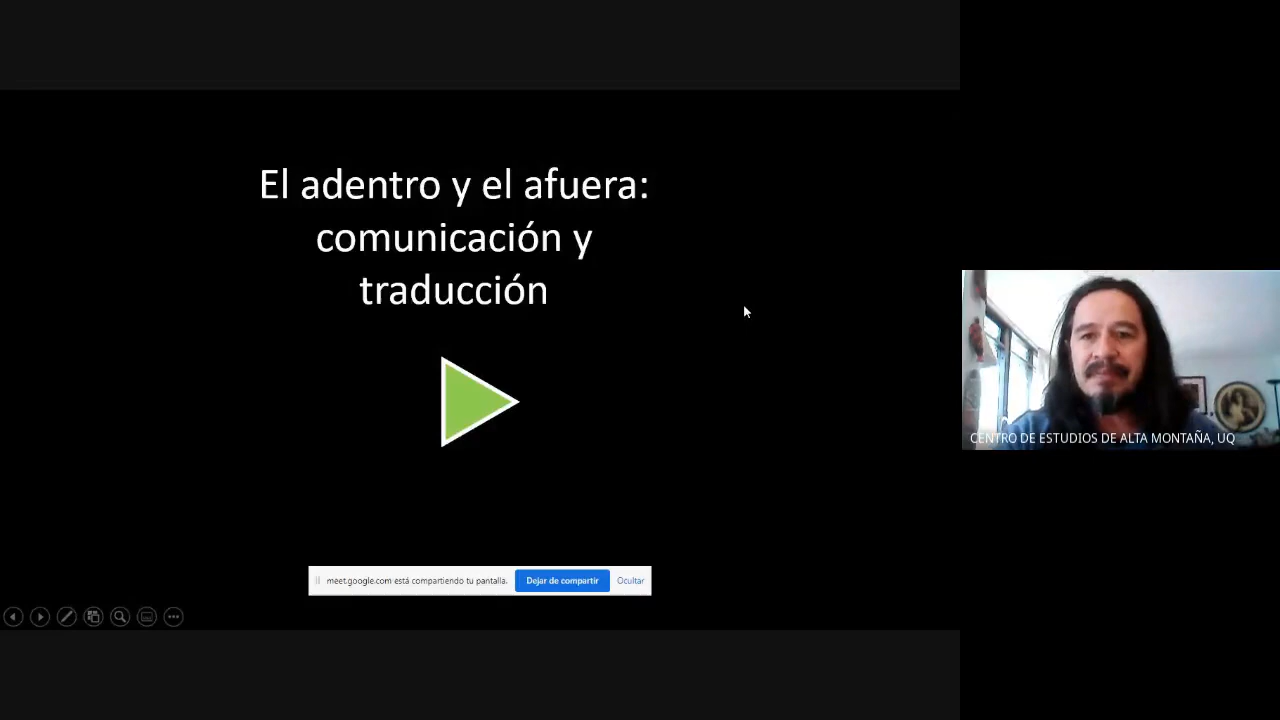 El adentro y el afuera:
comunicación y
traducción
CENTRO DE ESTUDIOS DE ALTA MONTAÑA, UQ
meet.google.com está compartiendo tu pantalla.
Dejar de compartir
Ocultar